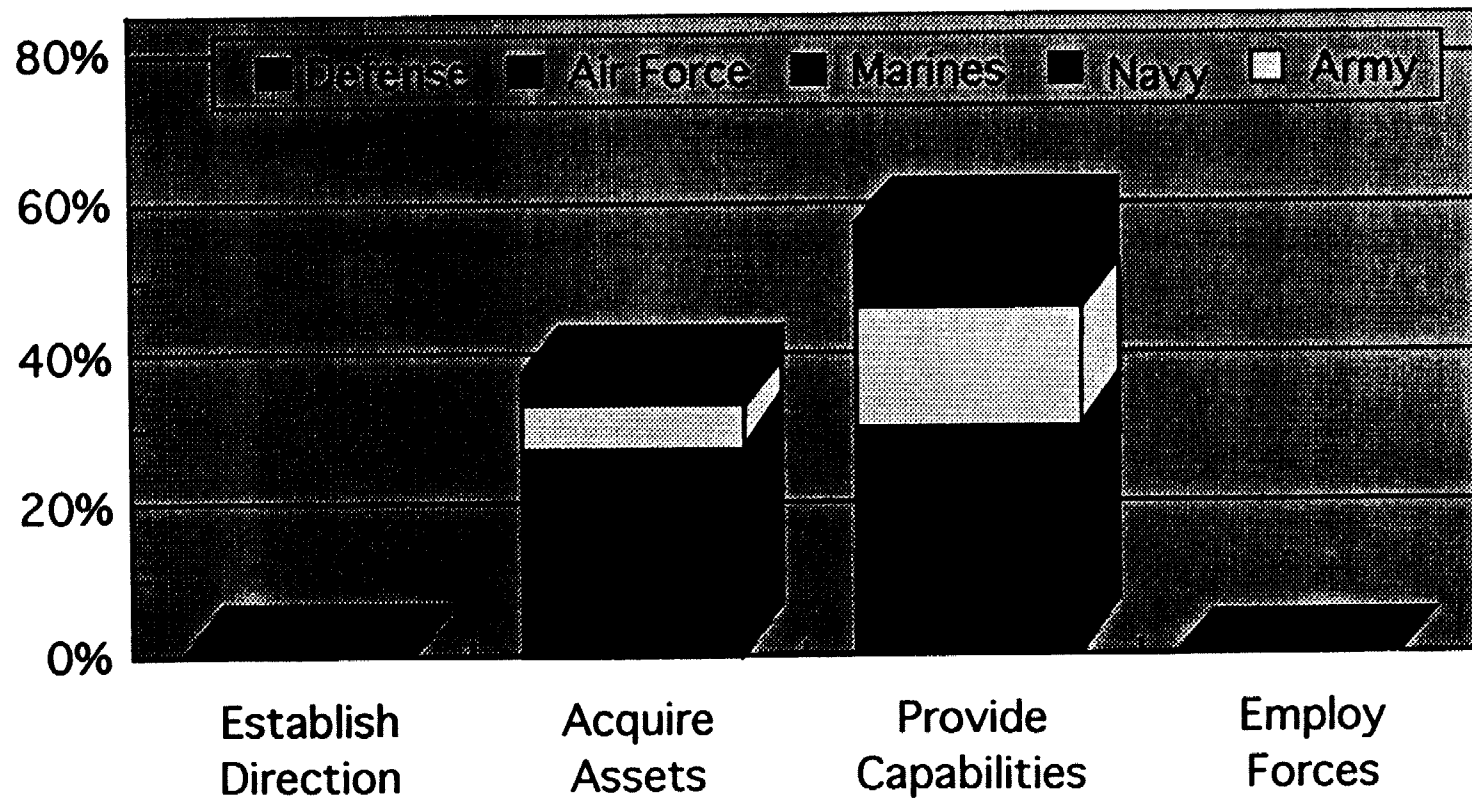 80%
Defense Air Force Marines Navy Army
60%
40%
20%
0%
Establish Direction
Acquire Assets
Provide Capabilities
Employ Forces